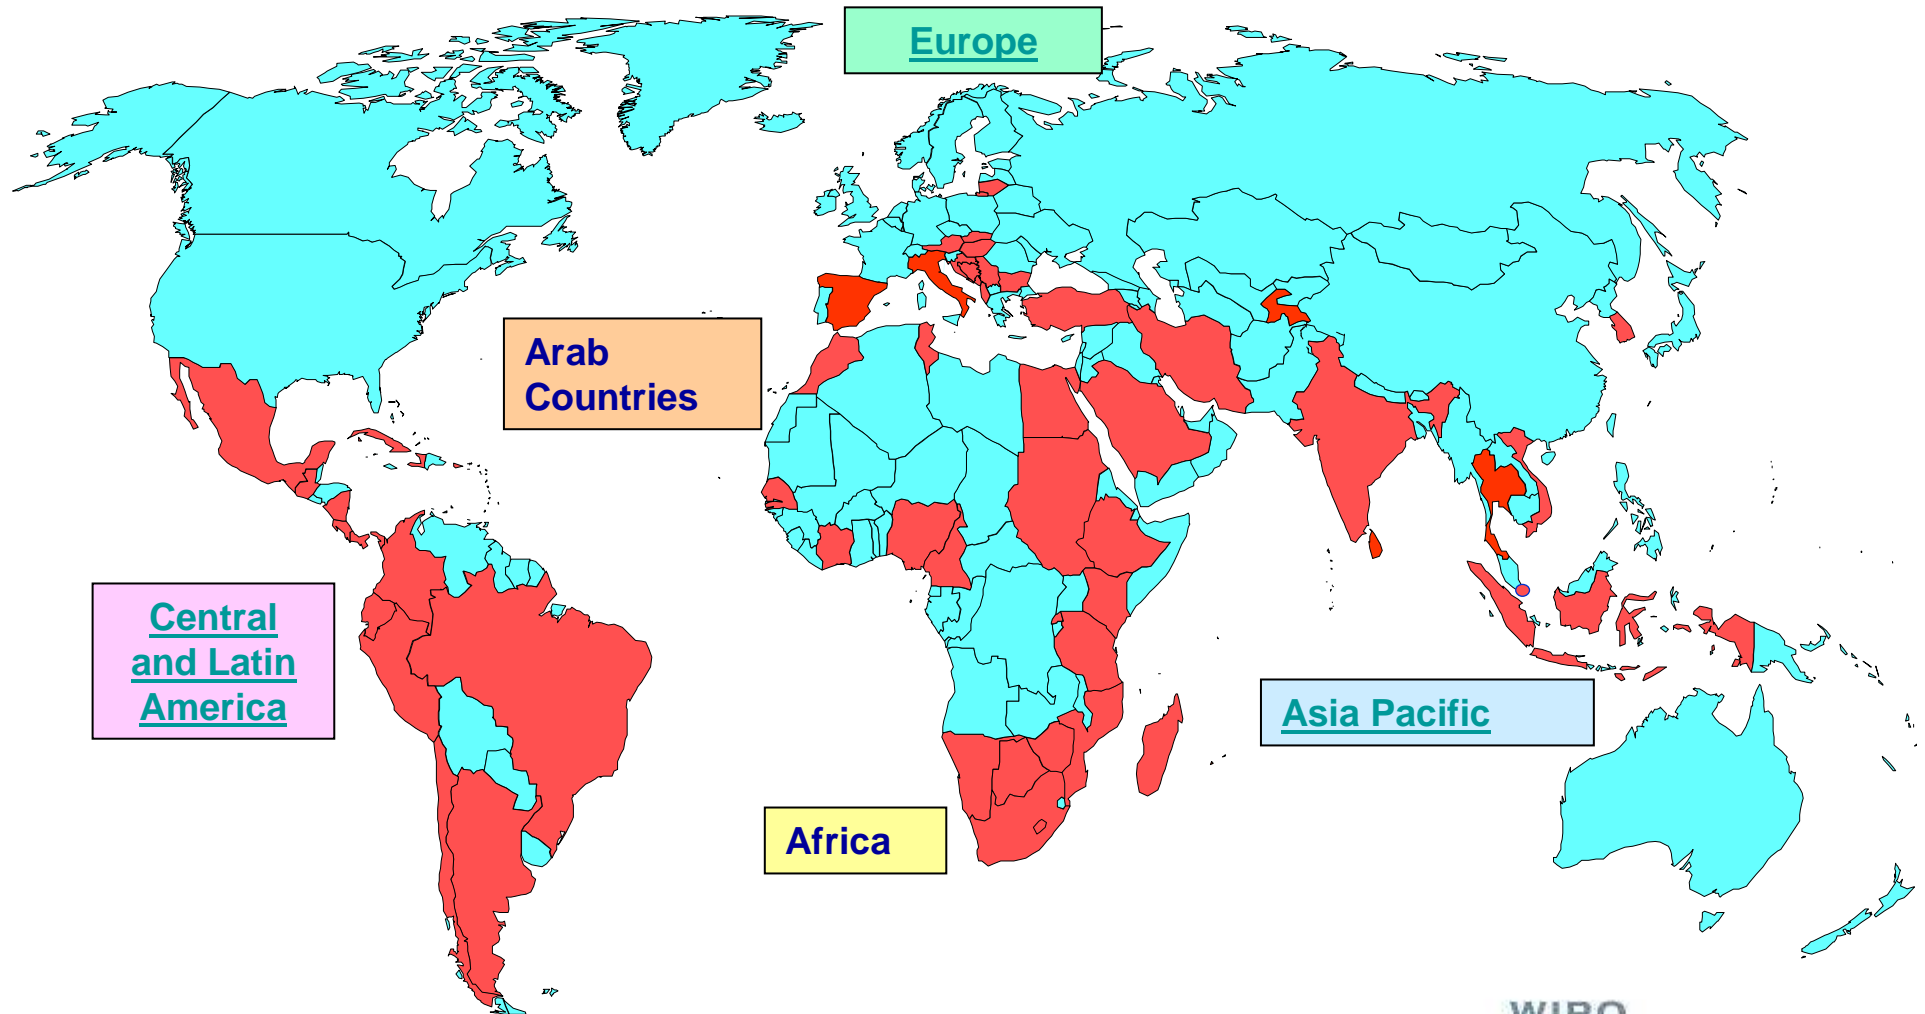 Europe
Arab
Countries
Central
and Latin
America
Asia Pacific
Africa